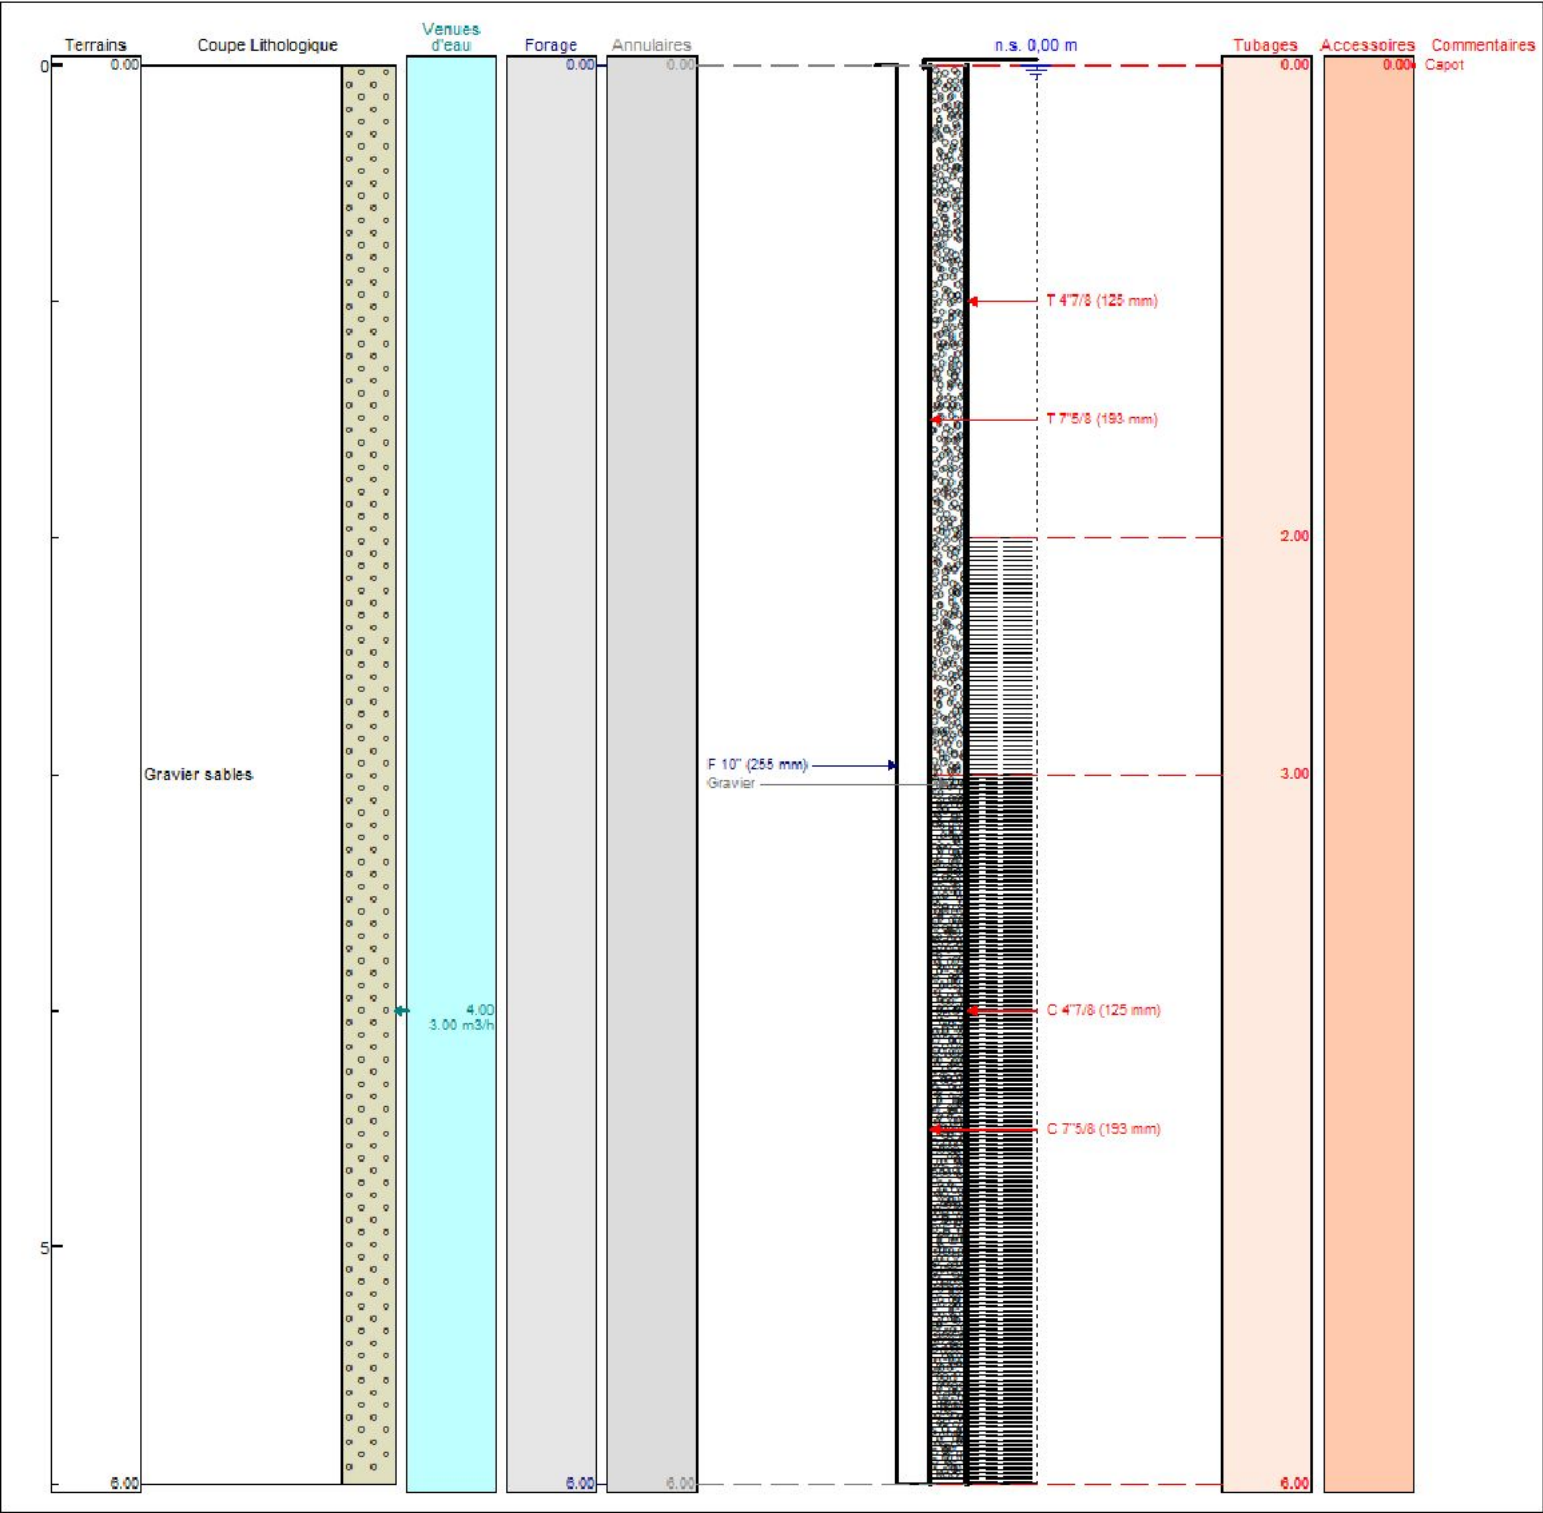 Terrains
Coupe Lithologique
Venues
d'eau
Forage
Annulaires
n.s. 0,00 m
Tubages
Accessoires
Commentaires
0
0.00
0.00
0.00
0.00
0.00
Capot
T 4"7/8 (125 mm)
T 7"5/8 (193 mm)
2.00
F 10" (255 mm)
Gravier sables
3.00
Gravier
4.00
C 4"7/8 (125 mm)
3.00 m3/h
C 7"5/8 (193 mm)
5
6.00
6.00
6.00
6.00